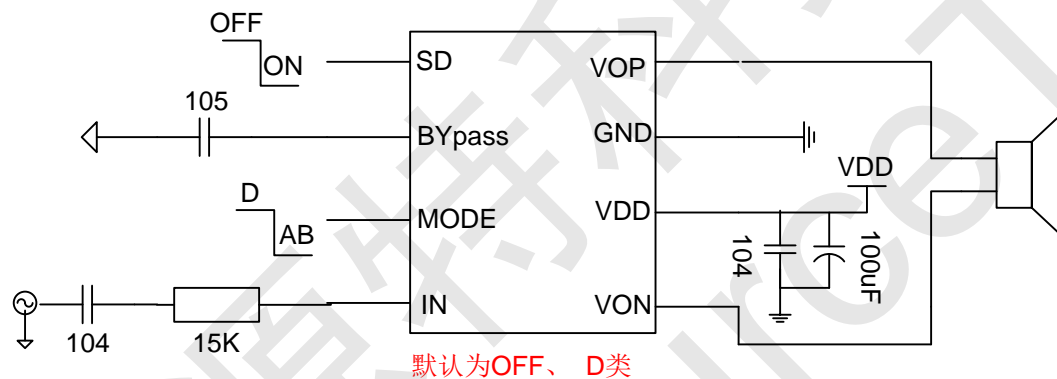 OFF
ON
SD
VOP
105
BYpass
GND
VDD
D
AB
MODE
VDD
104
100uF
IN
VON
104
15K
默认为OFF、 D类